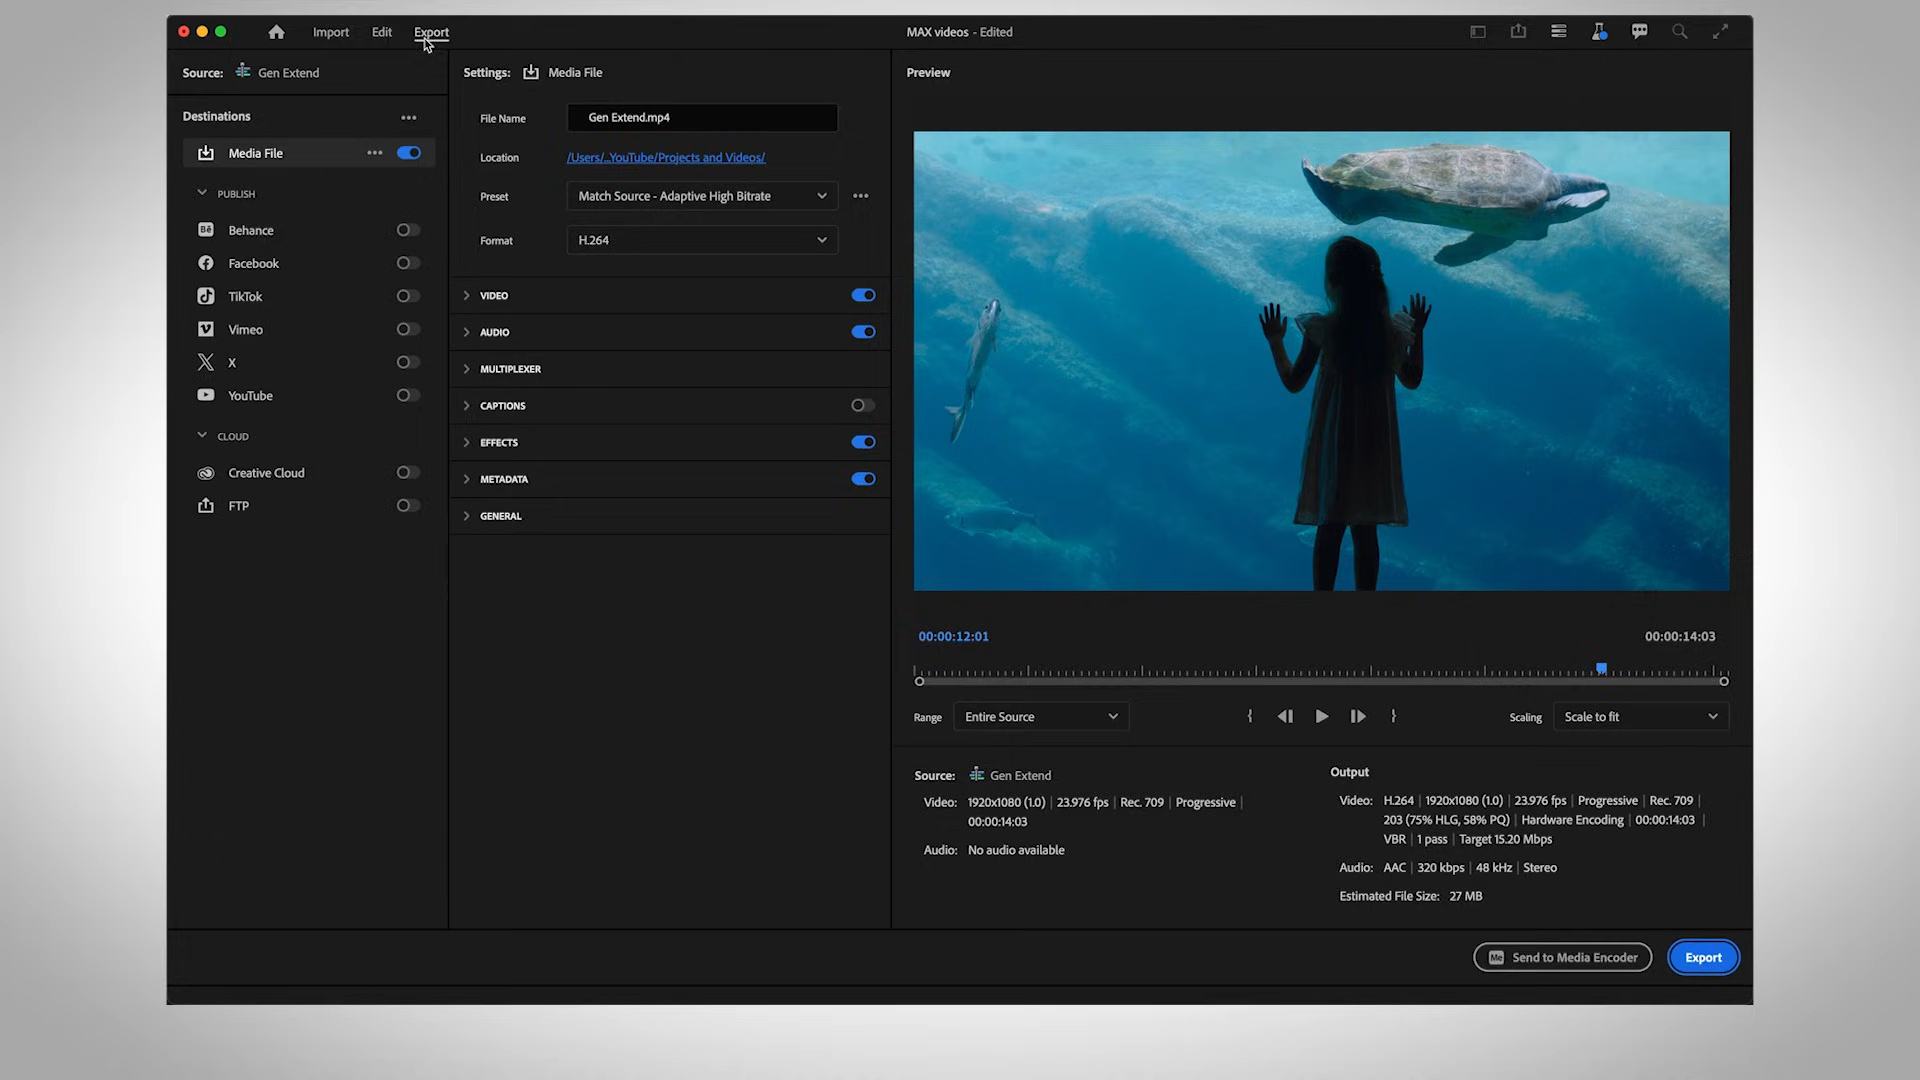 Import Edit Export
MAX videos - Edited
Source: Gen Extend
Destinations
Media File
PUBLISH
Behance
Facebook
TikTok
Vimeo
X
YouTube
CLOUD
Creative Cloud
FTP
Settings: Media File
File Name Gen Extend.mp4
Location /Users/...YouTube/Projects and Videos/
Preset Match Source - Adaptive High Bitrate
Format H.264
VIDEO
AUDIO
MULTIPLEXER
CAPTIONS
EFFECTS
METADATA
GENERAL
Preview
00:00:12:01 00:00:14:03
Range Entire Source Scaling Scale to fit
Source: Gen Extend
Video: 1920x1080 (1.0) | 23.976 fps | Rec. 709 | Progressive |
00:00:14:03
Audio: No audio available
Output
Video: H.264 | 1920x1080 (1.0) | 23.976 fps | Progressive | Rec. 709 |
203 (75% HLG, 58% PQ) | Hardware Encoding | 00:00:14:03 |
VBR | 1 pass | Target 15.20 Mbps
Audio: AAC | 320 kbps | 48 kHz | Stereo
Estimated File Size: 27 MB
Me Send to Media Encoder Export